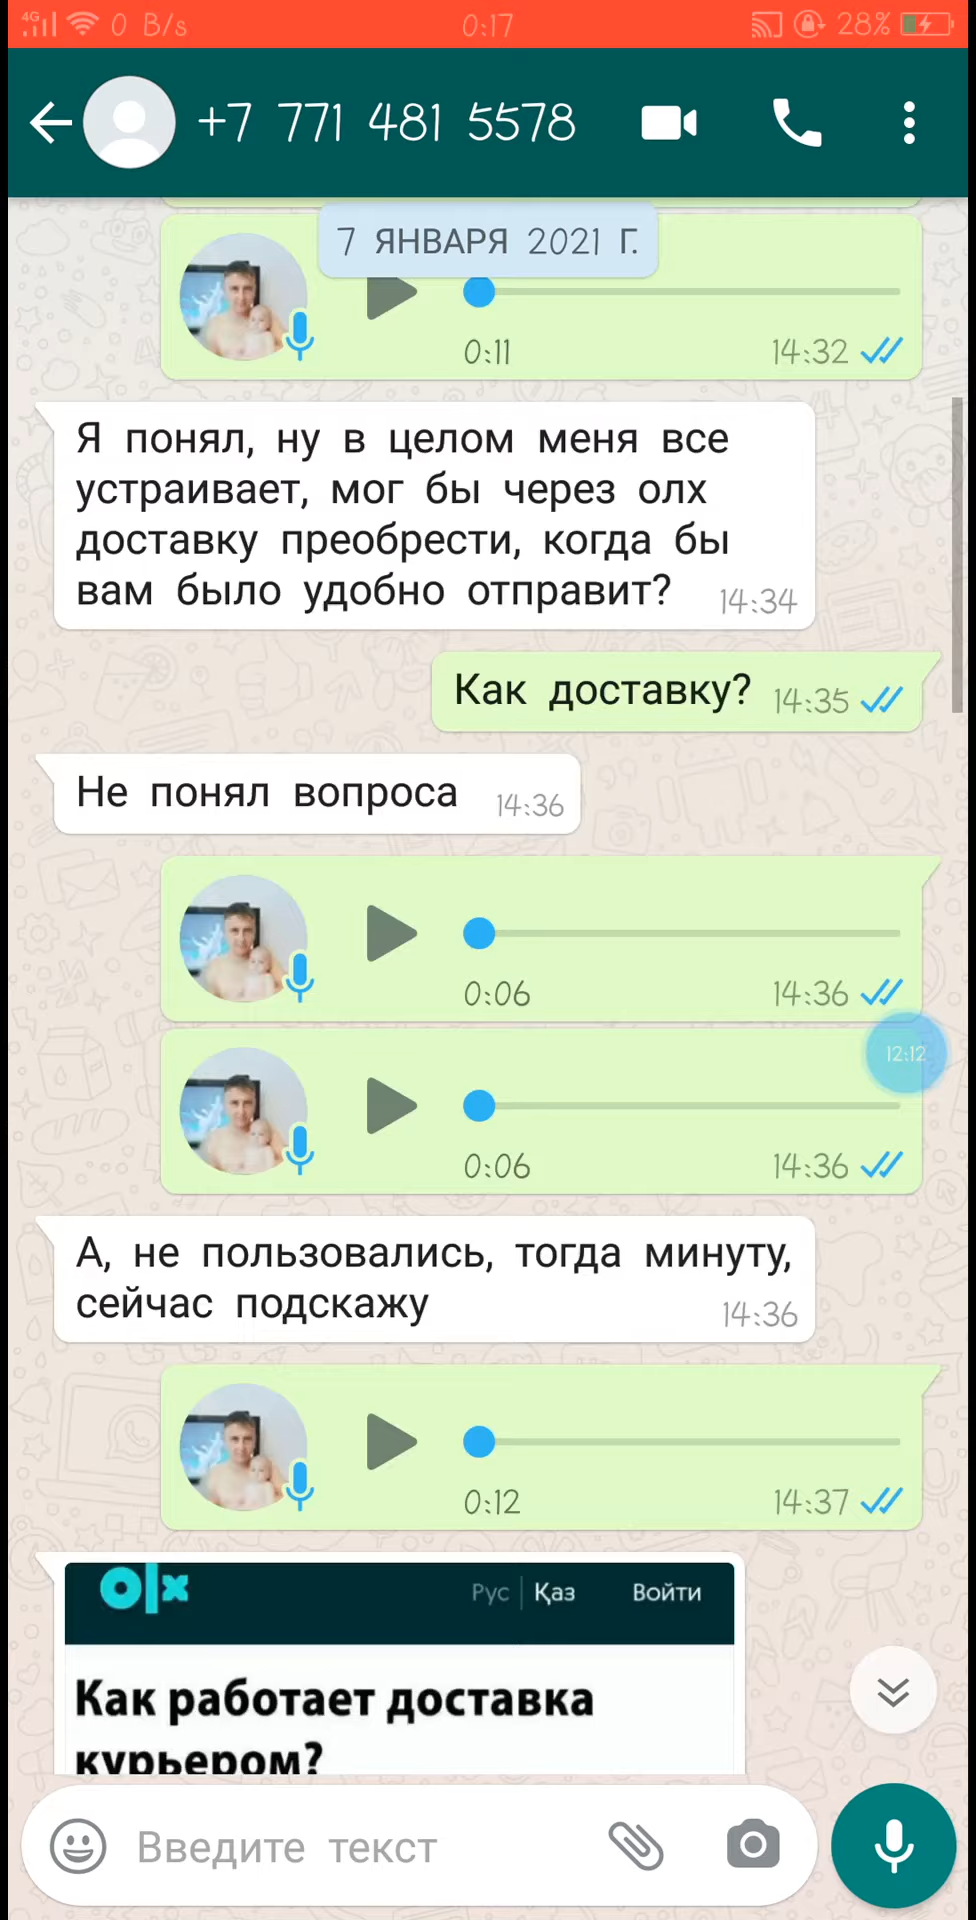 4G 0 B/s 0:17 28%
+7 771 481 5578
7 ЯНВАРЯ 2021 Г.
0:11 14:32
Я понял, ну в целом меня все
устраивает, мог бы через олх
доставку преобрести, когда бы
вам было удобно отправит? 14:34
Как доставку? 14:35
Не понял вопроса 14:36
0:06 14:36
12:12
0:06 14:36
А, не пользовались, тогда минуту,
сейчас подскажу 14:36
0:12 14:37
olx Рус Қаз Войти
Как работает доставка
курьером?
Введите текст